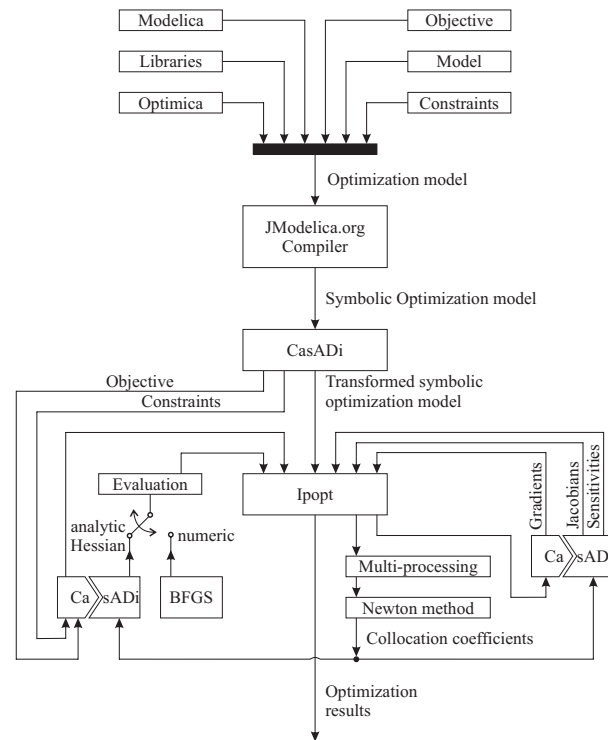 Modelica
Objective
Libraries
Model
Optimica
Constraints
Optimization model
JModelica.org
Compiler
Symbolic Optimization model
CasADi
Objective
Constraints
Transformed symbolic
optimization model
Evaluation
Ipopt
Gradients
Jacobians
Sensitivities
analytic
Hessian
numeric
Ca
sADi
BFGS
Multi-processing
Newton method
Collocation coefficients
Ca
sAD
Optimization
results